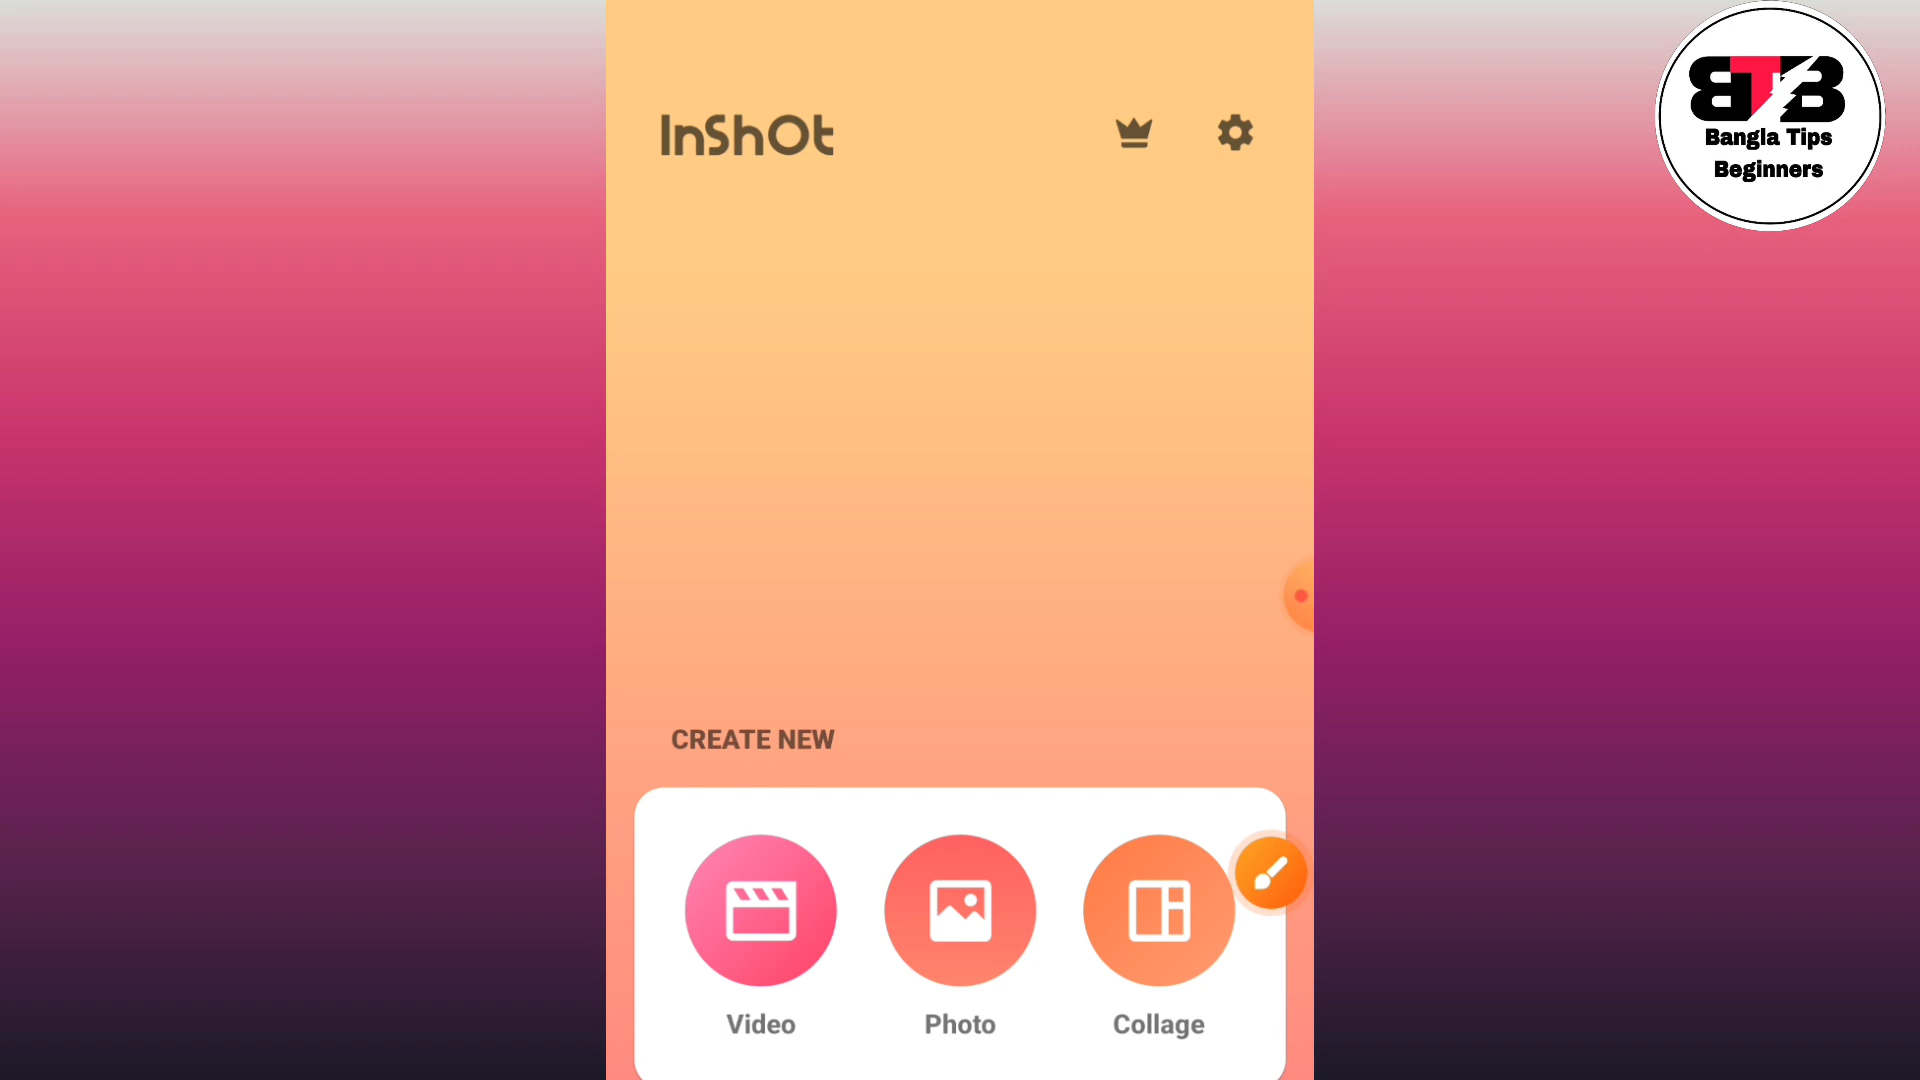 InShOt
BTB
Bangla Tips
Beginners
CREATE NEW
Video
Photo
Collage